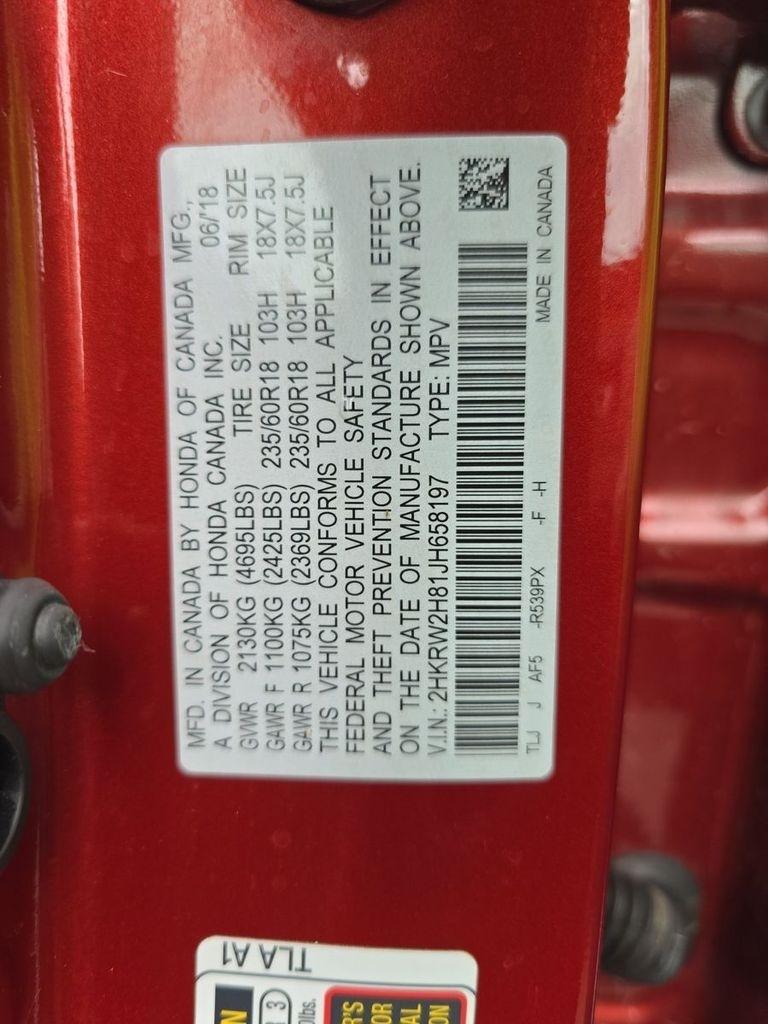 MFD. IN CANADA BY HONDA OF CANADA MFG.,
A DIVISION OF HONDA CANADA INC. 06/'18
GVWR 2130KG (4695LBS) TIRE SIZE RIM SIZE
GAWR F 1100KG (2425LBS) 235/60R18 103H 18X7.5J
GAWR R 1075KG (2369LBS) 235/60R18 103H 18X7.5J
THIS VEHICLE CONFORMS TO ALL APPLICABLE
FEDERAL MOTOR VEHICLE SAFETY
AND THEFT PREVENTION STANDARDS IN EFFECT
ON THE DATE OF MANUFACTURE SHOWN ABOVE.
V.I.N.: 2HKRW2H81JH658197 TYPE: MPV
TLJ J AF5 -R539PX -F -H MADE IN CANADA
TLA A1